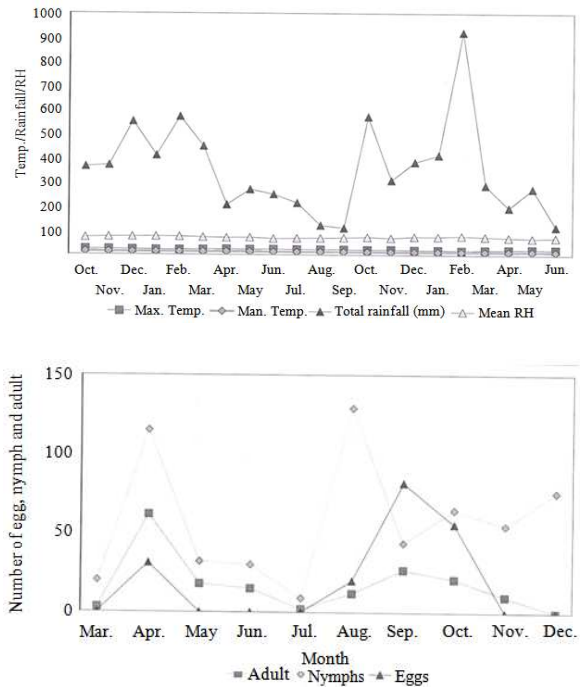 1000
900
800
700
600
500
400
300
200
100
Temp./Rainfall/RH
Oct. Dec. Feb. Apr. Jun. Aug. Oct. Dec. Feb. Apr. Jun.
Nov. Jan. Mar. May Jul. Sep. Nov. Jan. Mar. May
Max. Temp. Man. Temp. Total rainfall (mm) Mean RH
150
100
50
0
Number of egg, nymph and adult
Mar. Apr. May Jun. Jul. Aug. Sep. Oct. Nov. Dec.
Month
Adult Nymphs Eggs